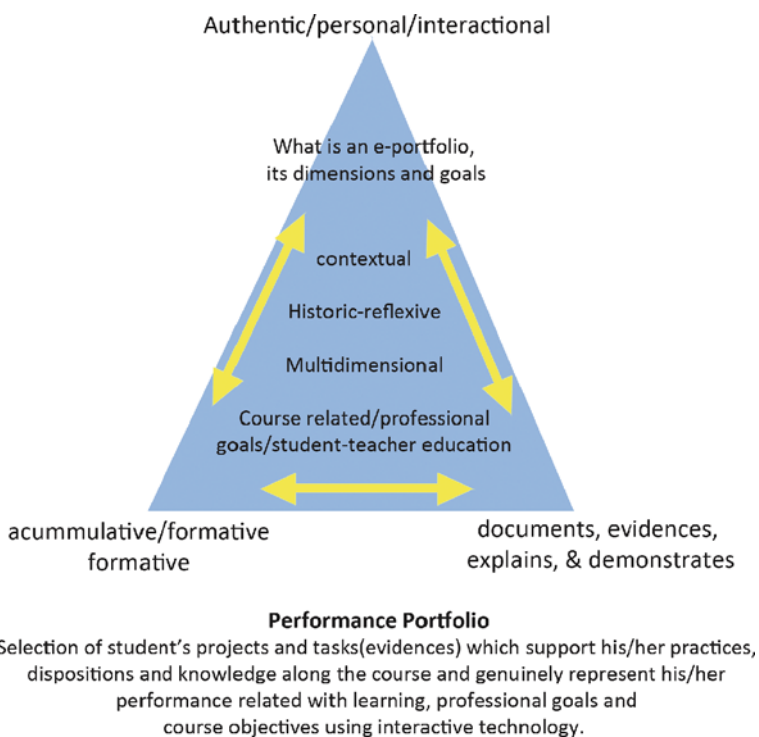 Authentic/personal/interactional
What is an e-portfolio,
its dimensions and goals
contextual
Historic-reflexive
Multidimensional
Course related/professional
goals/student-teacher education
acummulative/formative
formative
documents, evidences,
explains, & demonstrates
Performance Portfolio
Selection of student's projects and tasks(evidences) which support his/her practices,
dispositions and knowledge along the course and genuinely represent his/her
performance related with learning, professional goals and
course objectives using interactive technology.